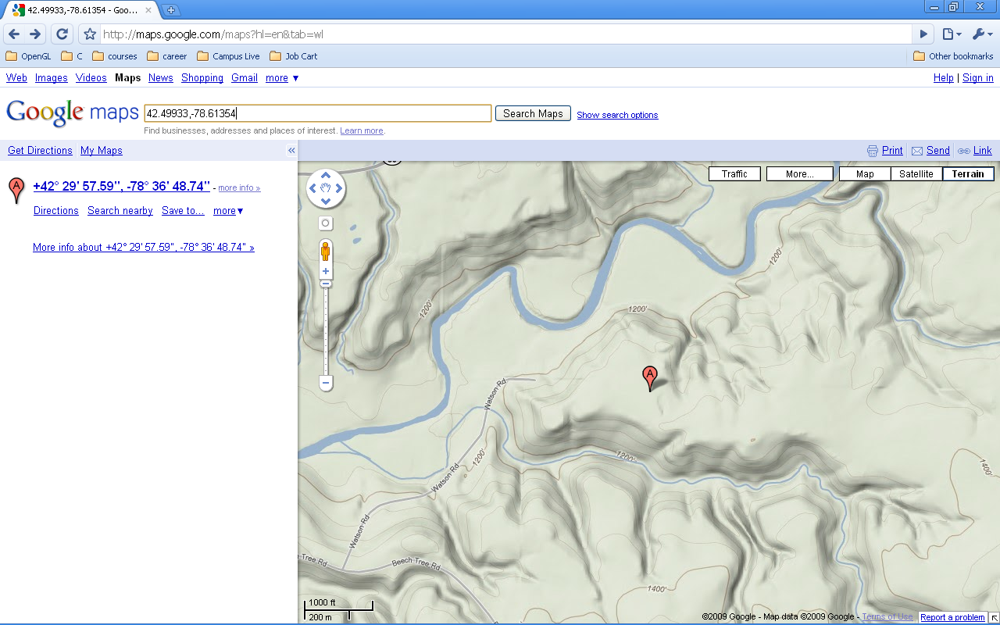 42.49933,-78.61354 - Goo...
http://maps.google.com/maps?hl=en&tab=wl
OpenGL C courses career Campus Live Job Cart Other bookmarks
Web Images Videos Maps News Shopping Gmail more ▼ Help | Sign in
Google maps 42.49933,-78.61354 Search Maps Show search options
Find businesses, addresses and places of interest. Learn more.
Get Directions My Maps « Print Send Link
Traffic More... Map Satellite Terrain
A +42° 29' 57.59", -78° 36' 48.74" - more info »
Directions Search nearby Save to... more▼
More info about +42° 29' 57.59", -78° 36' 48.74" »
1200'
1200'
1200'
A
Watson Rd
1200'
1200'
1400'
Watson Rd
Watson Rd
Tree Rd
Beech Tree Rd
1400'
1000 ft
200 m
©2009 Google - Map data ©2009 Google - Terms of Use Report a problem